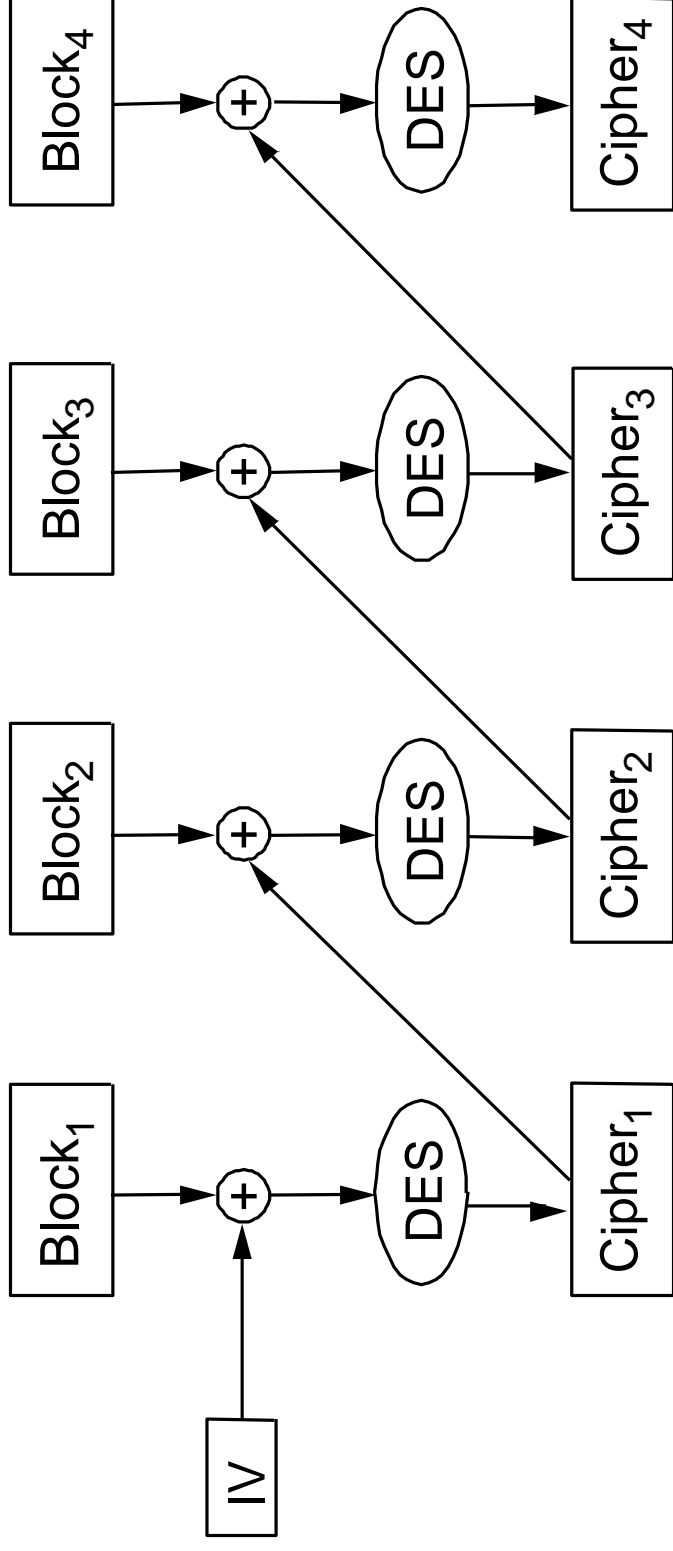 Block₁ Block₂ Block₃ Block₄
IV + + + +
DES DES DES DES
Cipher₁ Cipher₂ Cipher₃ Cipher₄